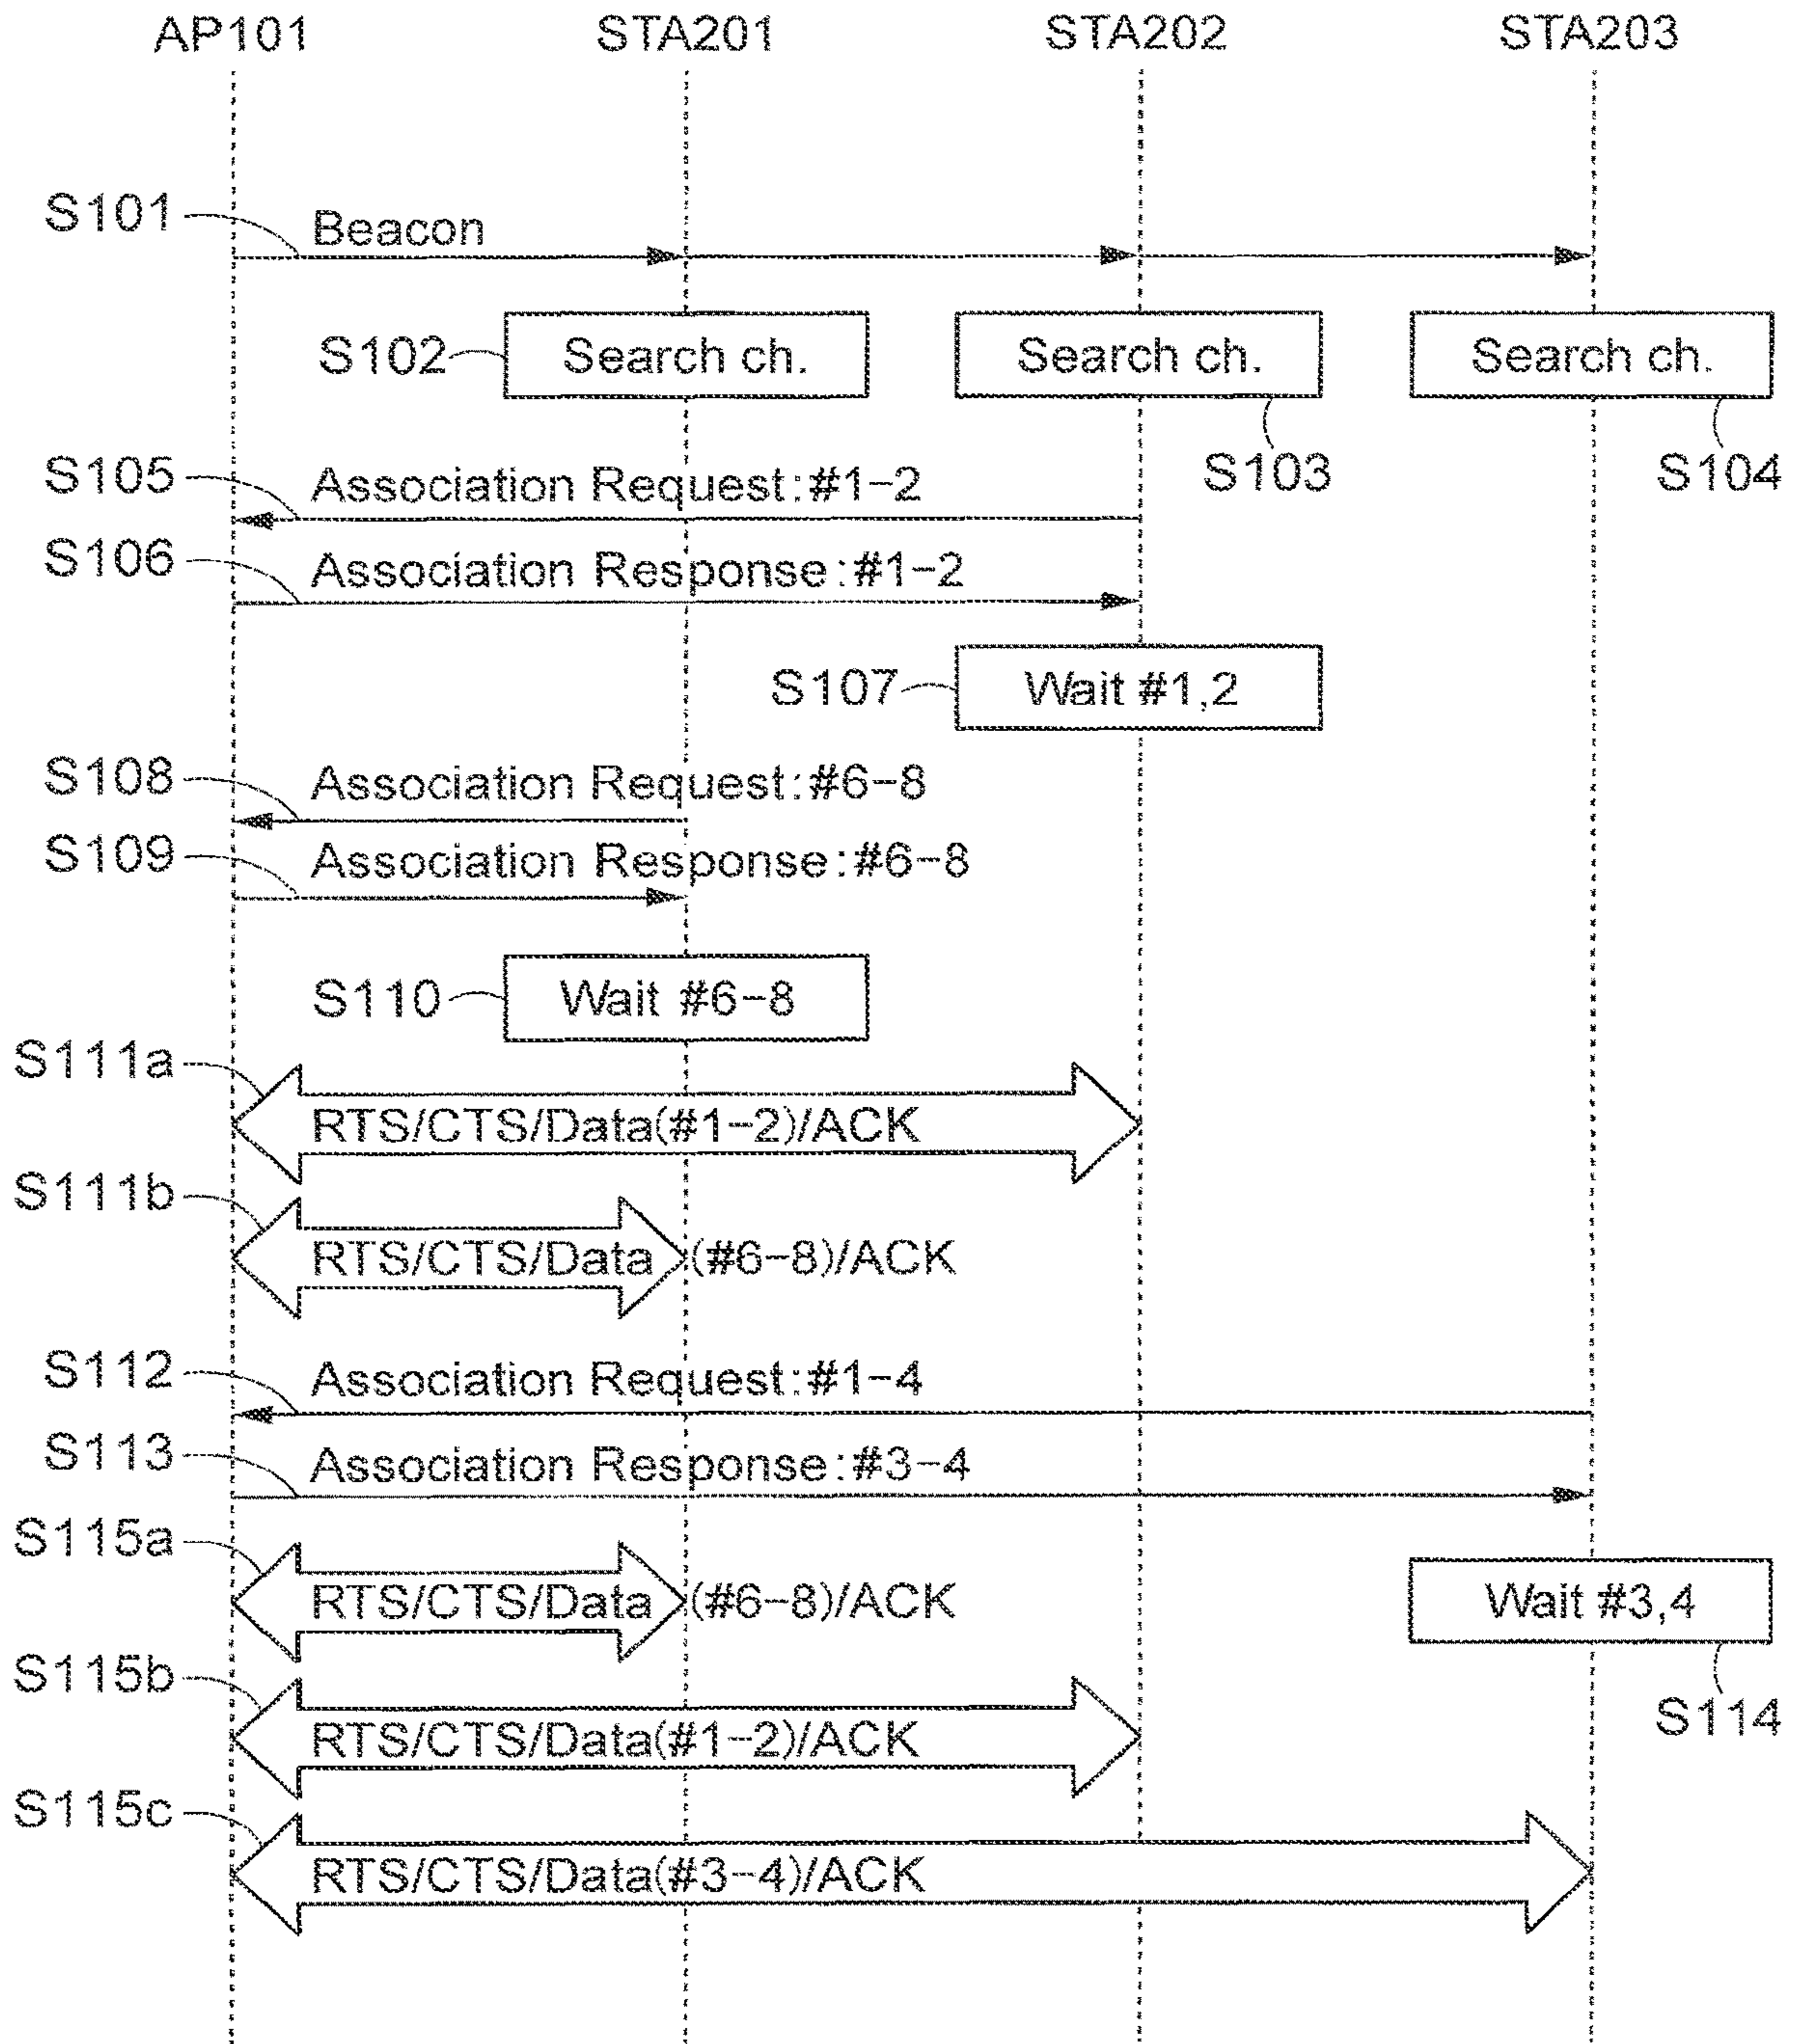 AP101 STA201 STA202 STA203
S101 Beacon
S102 Search ch. Search ch. Search ch.
S103 S104
S105 Association Request:#1-2
S106 Association Response:#1-2
S107 Wait #1,2
S108 Association Request:#6-8
S109 Association Response:#6-8
S110 Wait #6-8
S111a
RTS/CTS/Data(#1-2)/ACK
S111b
RTS/CTS/Data (#6-8)/ACK
S112 Association Request:#1-4
S113 Association Response:#3-4
S115a
RTS/CTS/Data (#6-8)/ACK Wait #3,4
S115b
S114
RTS/CTS/Data(#1-2)/ACK
S115c
RTS/CTS/Data(#3-4)/ACK